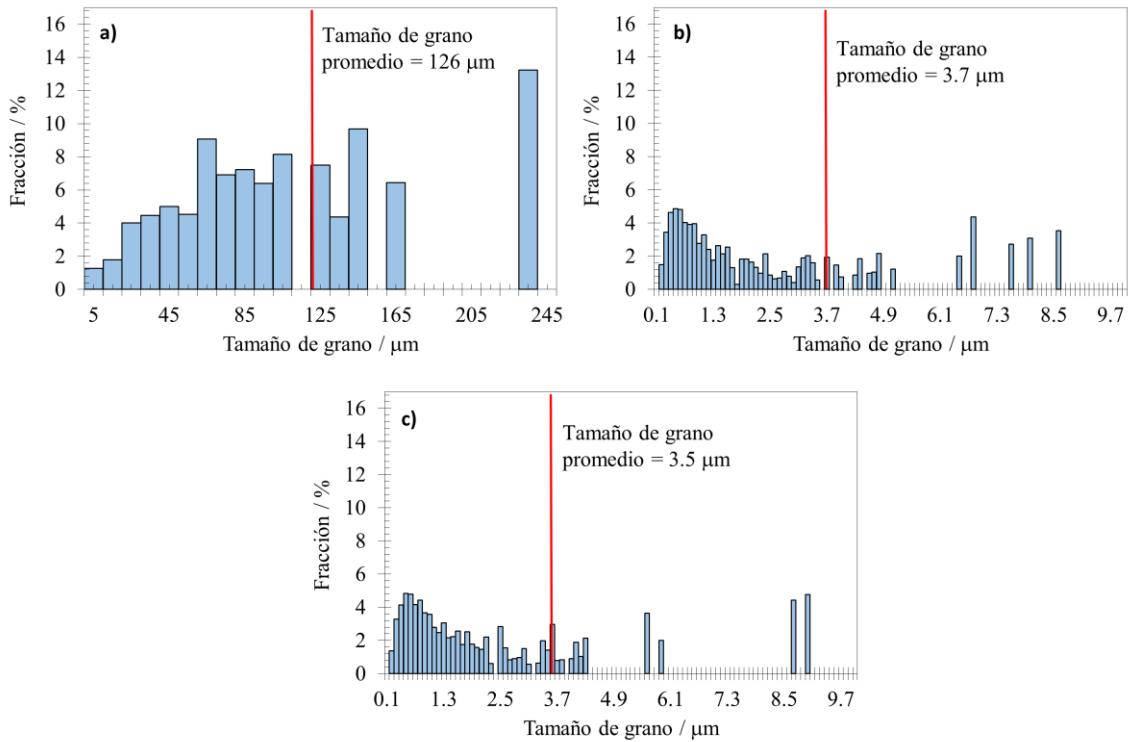 a)
Tamaño de grano
promedio = 126 μm
16
14
12
10
8
6
4
2
0
Fracción / %
5 45 85 125 165 205 245
Tamaño de grano / μm
b)
Tamaño de grano
promedio = 3.7 μm
16
14
12
10
8
6
4
2
0
Fracción / %
0.1 1.3 2.5 3.7 4.9 6.1 7.3 8.5 9.7
Tamaño de grano / μm
c)
Tamaño de grano
promedio = 3.5 μm
16
14
12
10
8
6
4
2
0
Fracción / %
0.1 1.3 2.5 3.7 4.9 6.1 7.3 8.5 9.7
Tamaño de grano / μm